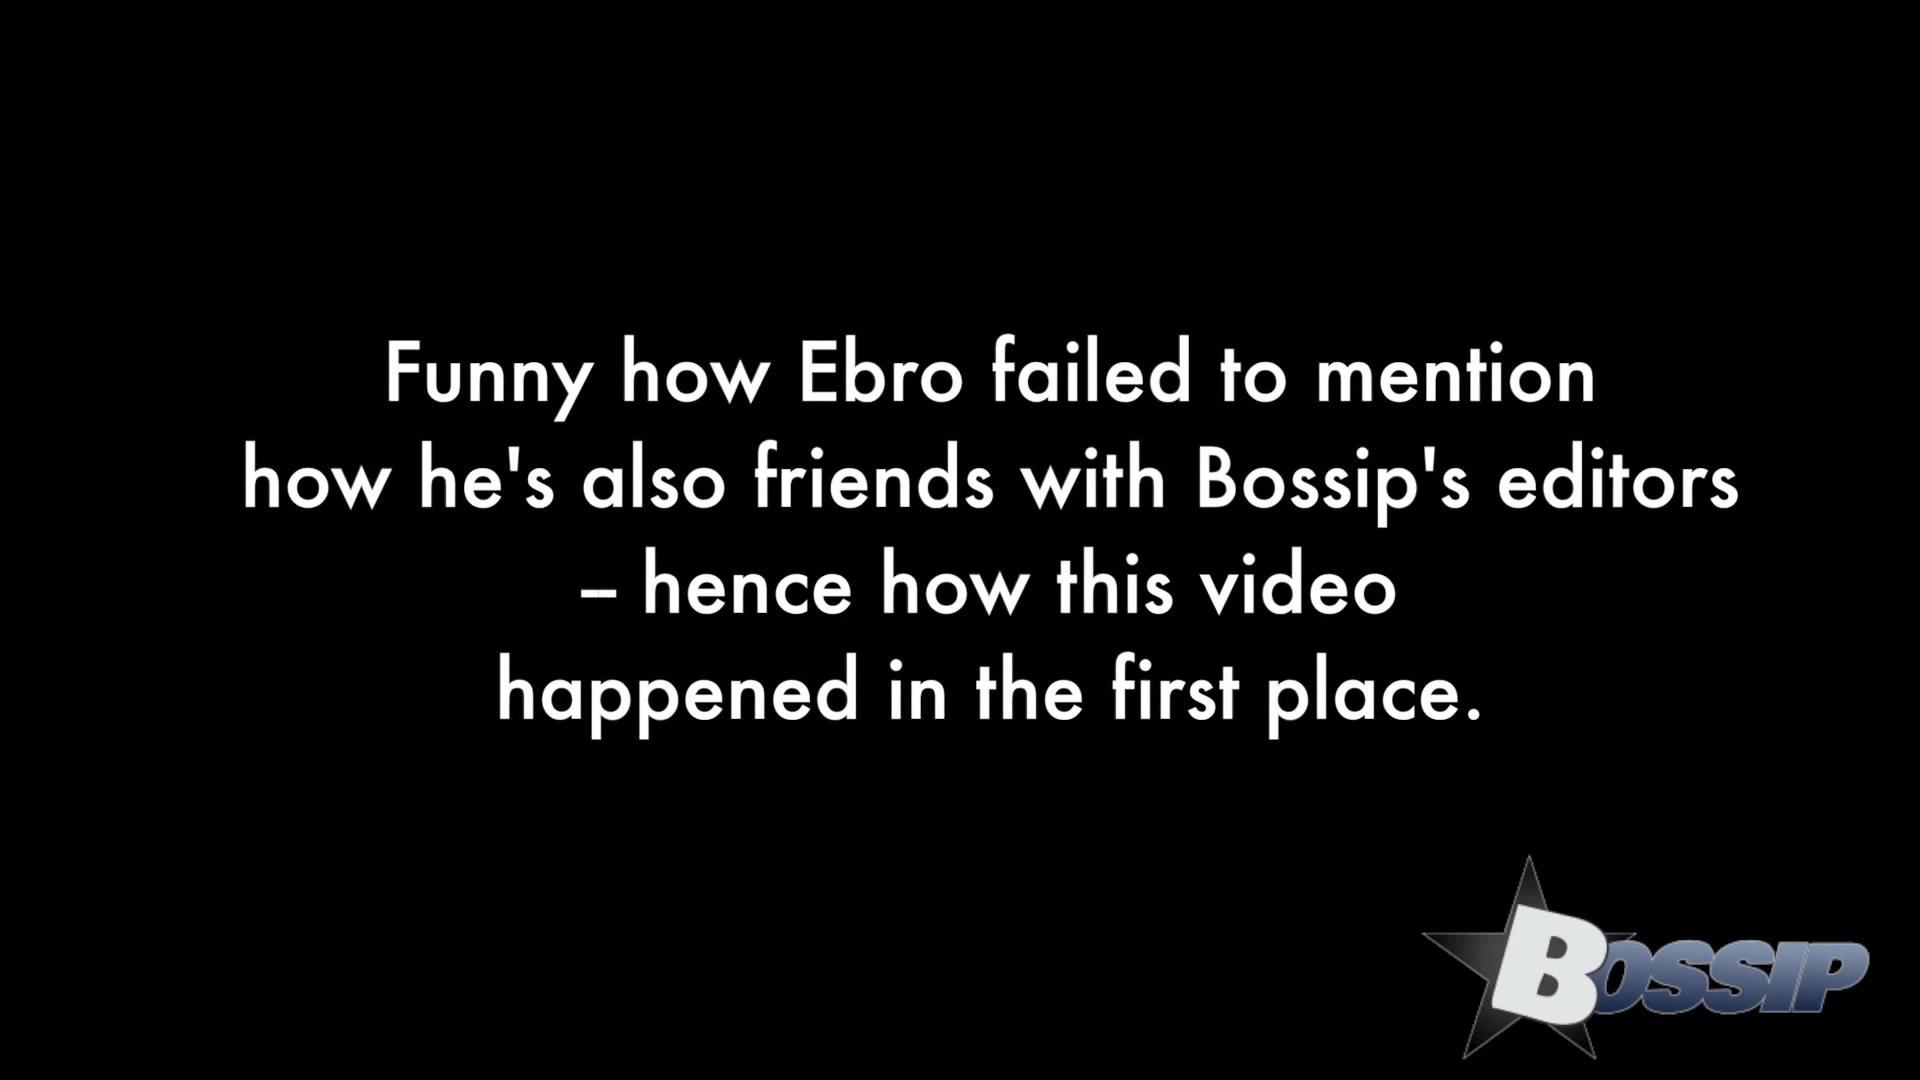 Funny how Ebro failed to mention
how he's also friends with Bossip's editors
– hence how this video
happened in the first place.
BOSSIP